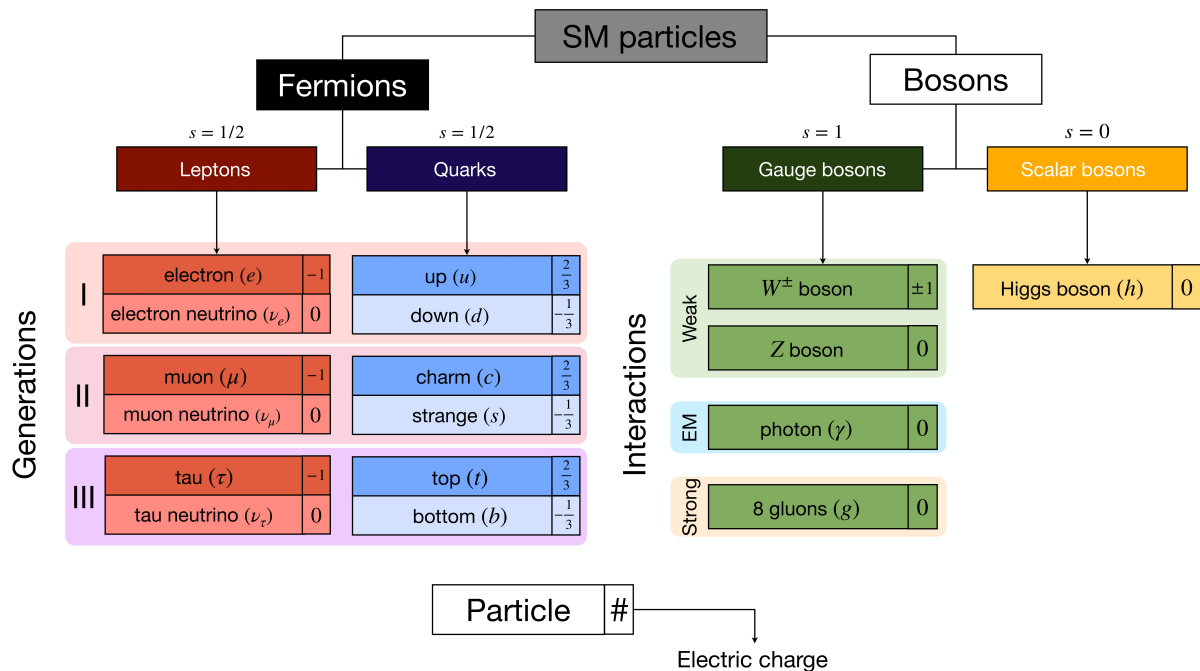 SM particles
Fermions
Bosons
s = 1/2
s = 1/2
s = 1
s = 0
Leptons
Quarks
Gauge bosons
Scalar bosons
Generations
I
electron (e) −1
electron neutrino (νₑ) 0
up (u) 2/3
down (d) −1/3
II
muon (μ) −1
muon neutrino (ν_μ) 0
charm (c) 2/3
strange (s) −1/3
III
tau (τ) −1
tau neutrino (ν_τ) 0
top (t) 2/3
bottom (b) −1/3
Interactions
Weak
W± boson ±1
Z boson 0
EM
photon (γ) 0
Strong
8 gluons (g) 0
Higgs boson (h) 0
Particle #
Electric charge